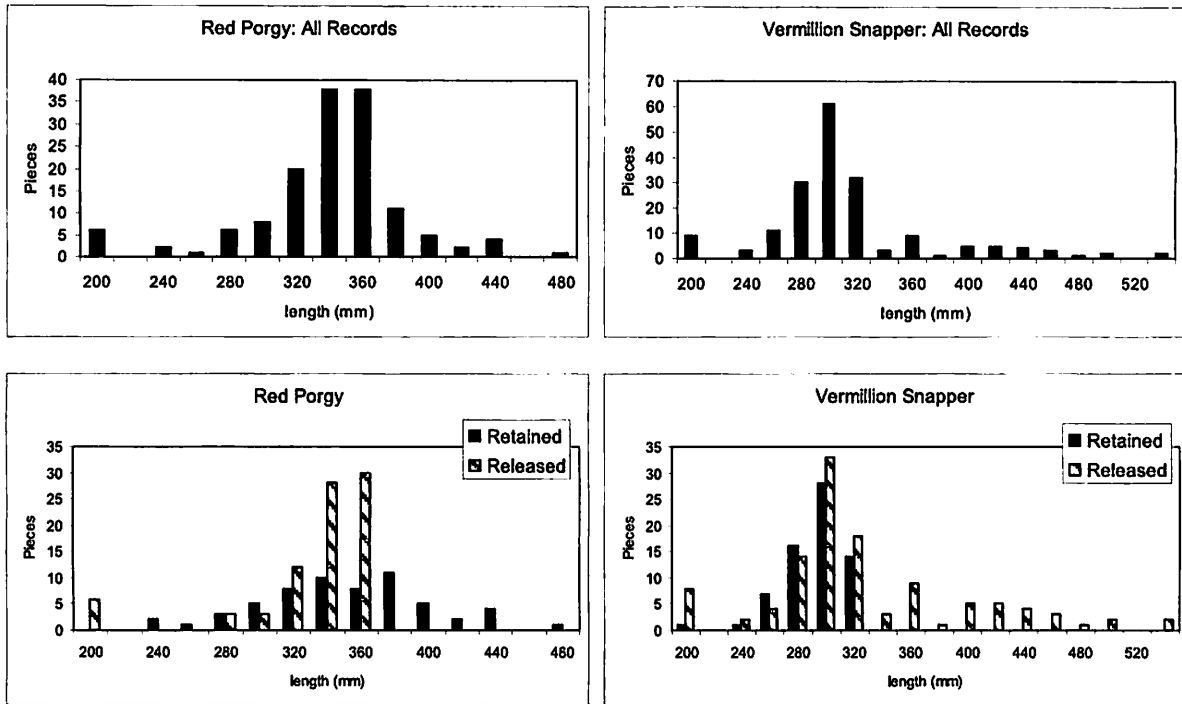 Red Porgy: All Records
40
35
30
25
20
15
10
5
0
Pieces
200 240 280 320 360 400 440 480
length (mm)
Vermillion Snapper: All Records
70
60
50
40
30
20
10
0
Pieces
200 240 280 320 360 400 440 480 520
length (mm)
Red Porgy
Retained
Released
35
30
25
20
15
10
5
0
Pieces
200 240 280 320 360 400 440 480
length (mm)
Vermillion Snapper
Retained
Released
35
30
25
20
15
10
5
0
Pieces
200 240 280 320 360 400 440 480 520
length (mm)